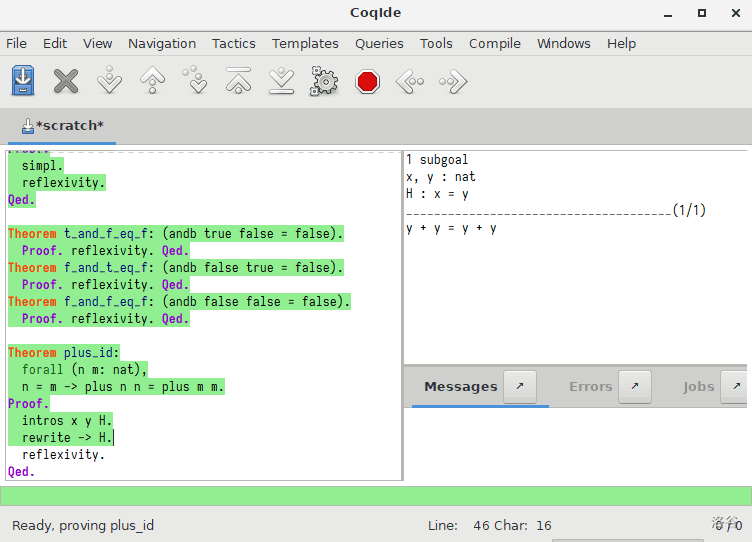 CoqIde
File Edit View Navigation Tactics Templates Queries Tools Compile Windows Help
*scratch*
Proof.
simpl.
reflexivity.
Qed.
Theorem t_and_f_eq_f: (andb true false = false).
Proof. reflexivity. Qed.
Theorem f_and_t_eq_f: (andb false true = false).
Proof. reflexivity. Qed.
Theorem f_and_f_eq_f: (andb false false = false).
Proof. reflexivity. Qed.
Theorem plus_id:
forall (n m: nat),
n = m -> plus n n = plus m m.
Proof.
intros x y H.
rewrite -> H.
reflexivity.
Qed.
1 subgoal
x, y : nat
H : x = y
______________________________________(1/1)
y + y = y + y
Messages Errors Jobs
Ready, proving plus_id
Line: 46 Char: 16
0 / 0
洛谷